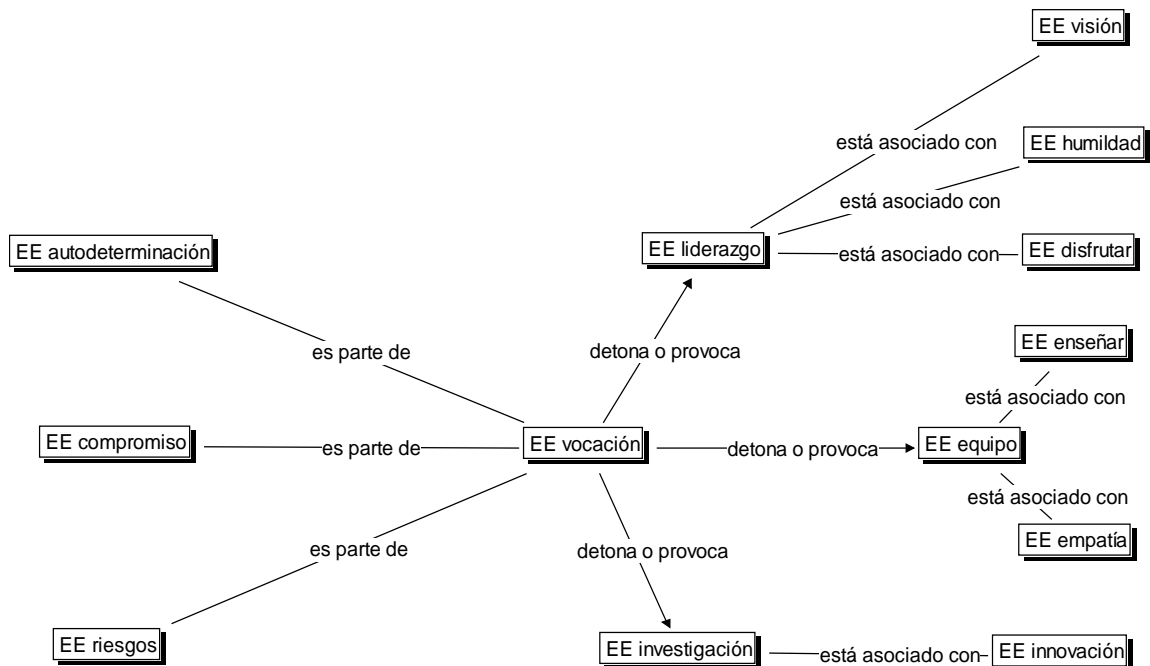 EE visión
está asociado con
EE humildad
está asociado con
EE autodeterminación
EE liderazgo
está asociado con
EE disfrutar
es parte de
detona o provoca
EE enseñar
está asociado con
EE compromiso
es parte de
EE vocación
detona o provoca
EE equipo
está asociado con
es parte de
detona o provoca
EE empatía
EE riesgos
EE investigación
está asociado con
EE innovación